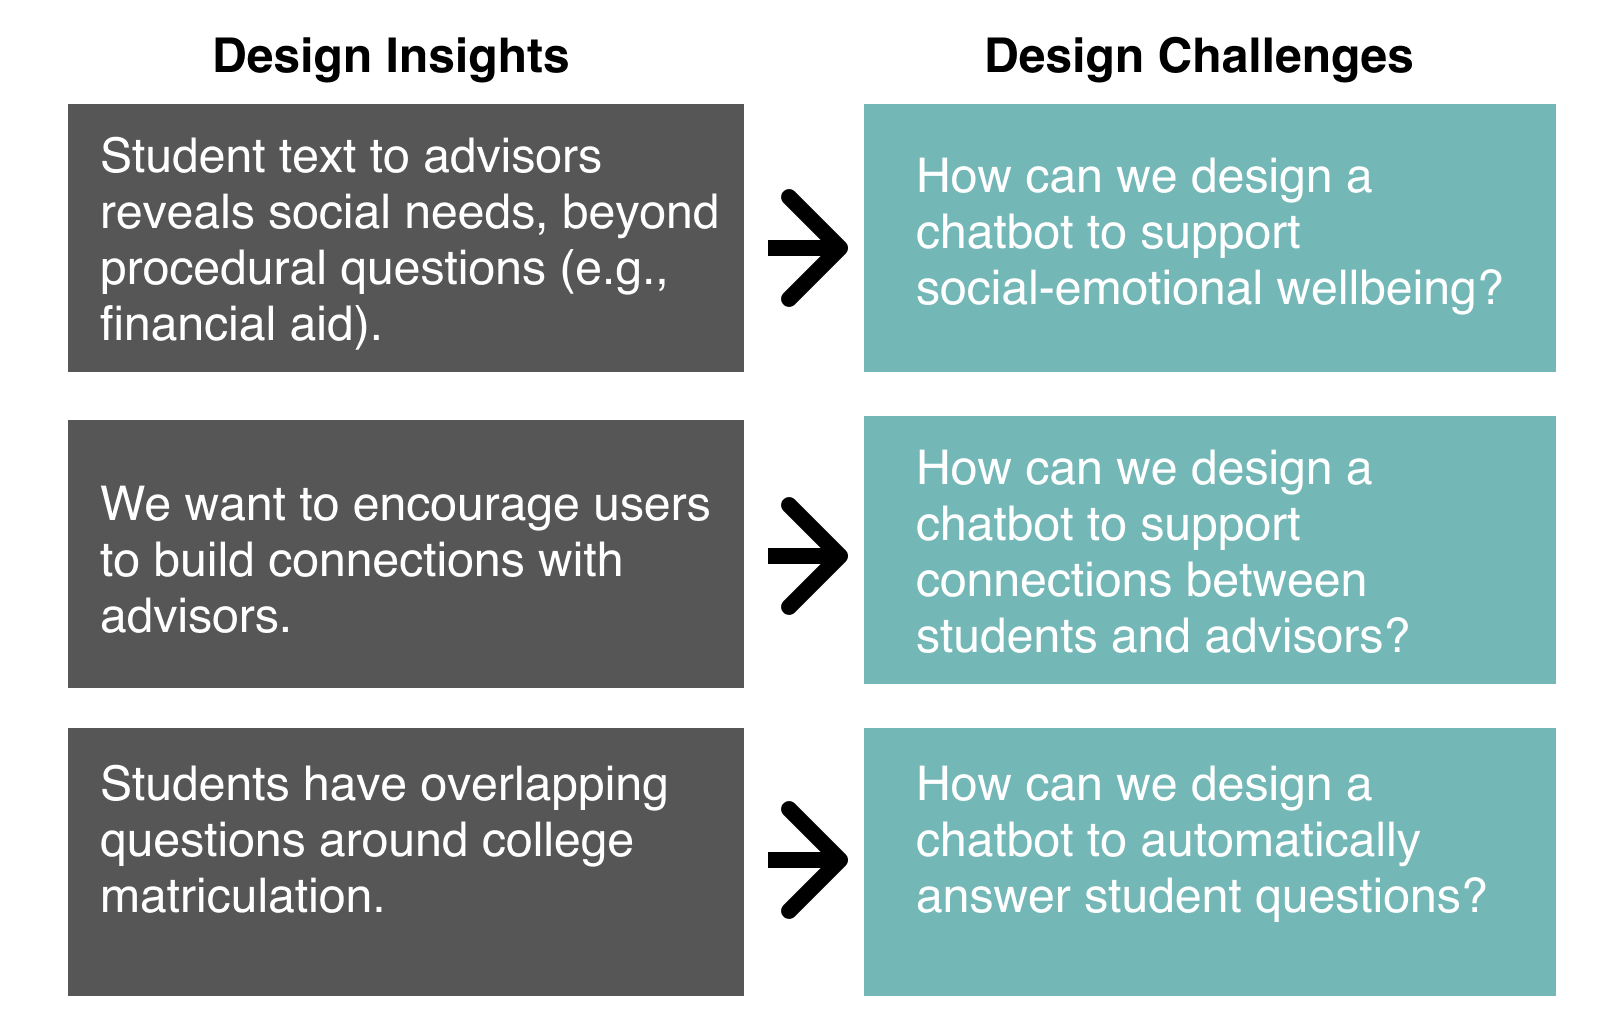 Design Insights
Design Challenges
Student text to advisors
reveals social needs, beyond
procedural questions (e.g.,
financial aid).
How can we design a
chatbot to support
social-emotional wellbeing?
We want to encourage users
to build connections with
advisors.
How can we design a
chatbot to support
connections between
students and advisors?
Students have overlapping
questions around college
matriculation.
How can we design a
chatbot to automatically
answer student questions?